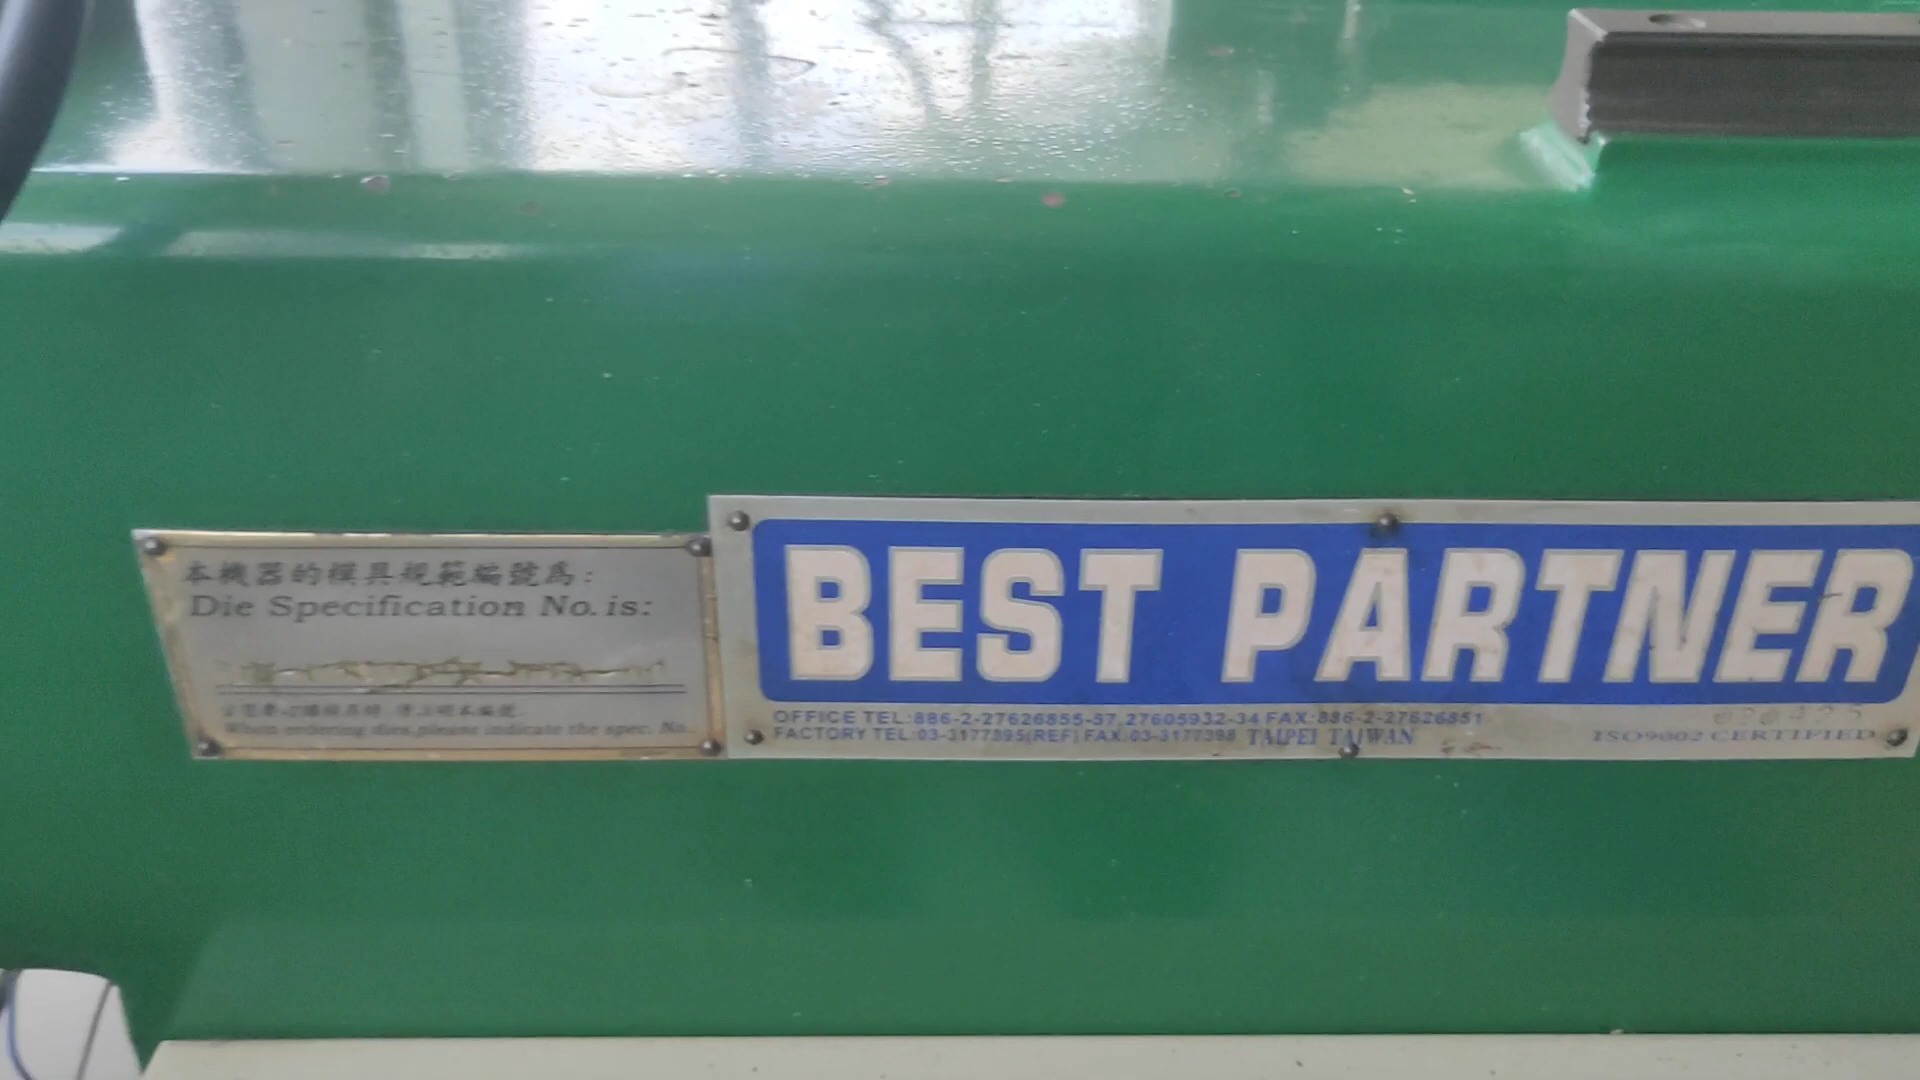 本機器的模具規範編號為:
Die Specification No. is:
When ordering dies, please indicate the spec. No.
BEST PARTNER
OFFICE TEL:886-2-27626855-57,27605932-34 FAX:886-2-27626851
FACTORY TEL:03-3177395(REF) FAX:03-3177398 TAIPEI TAIWAN
ISO9002 CERTIFIED